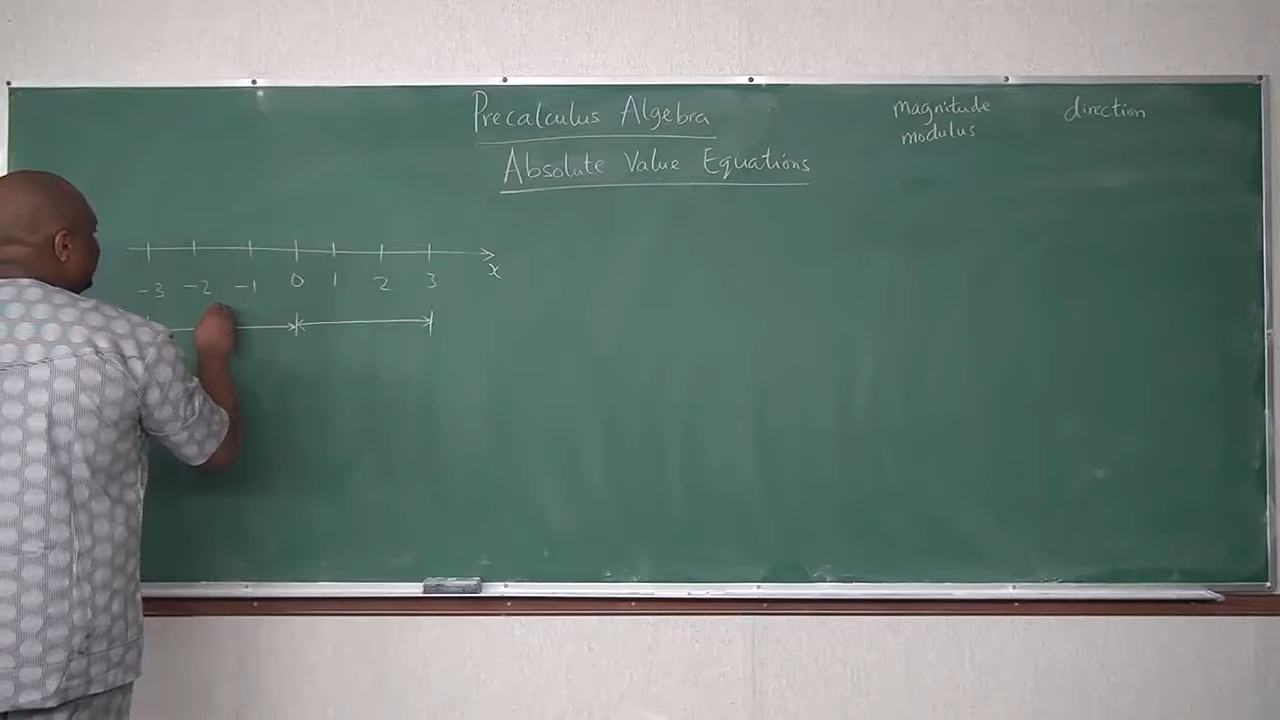 Precalculus Algebra
Absolute Value Equations
magnitude
modulus
direction
-3 -2 -1 0 1 2 3
x